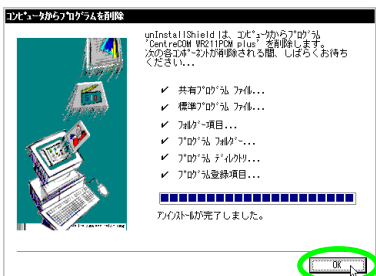 コンピュータからプログラムを削除
unInstallShield は、コンピュータからプログラム
'CentreCOM WR211PCM plus' を削除します。
次の各コンポーネントが削除される間、しばらくお待ち
ください...
✔ 共有プログラム ファイル...
✔ 標準プログラム ファイル...
✔ フォルダー項目...
✔ プログラム フォルダー...
✔ プログラム ディレクトリ...
✔ プログラム登録項目...
アンインストールが完了しました。
OK